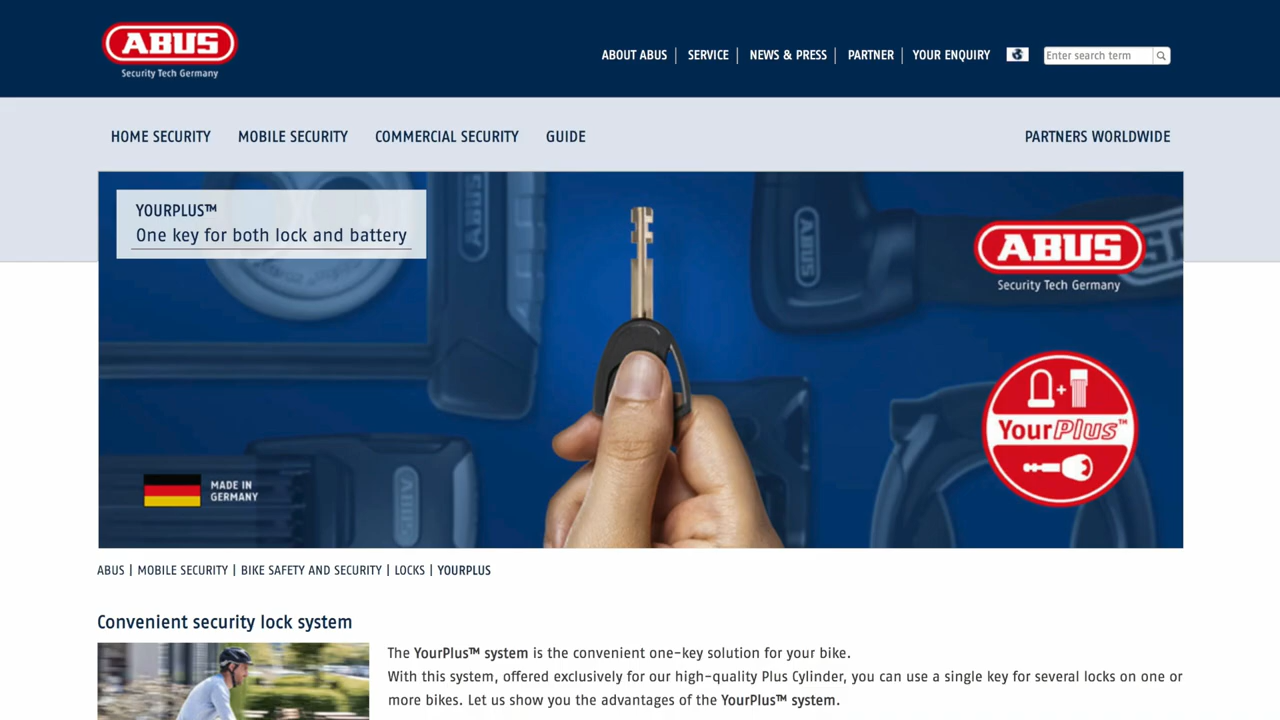 ABUS
Security Tech Germany
ABOUT ABUS | SERVICE | NEWS & PRESS | PARTNER | YOUR ENQUIRY
Enter search term
HOME SECURITY MOBILE SECURITY COMMERCIAL SECURITY GUIDE PARTNERS WORLDWIDE
YOURPLUS™
One key for both lock and battery
ABUS
ABUS
ABUS
Security Tech Germany
+
YourPlus™
ABUS
MADE IN
GERMANY
ABUS | MOBILE SECURITY | BIKE SAFETY AND SECURITY | LOCKS | YOURPLUS
Convenient security lock system
The YourPlus™ system is the convenient one-key solution for your bike.
With this system, offered exclusively for our high-quality Plus Cylinder, you can use a single key for several locks on one or
more bikes. Let us show you the advantages of the YourPlus™ system.